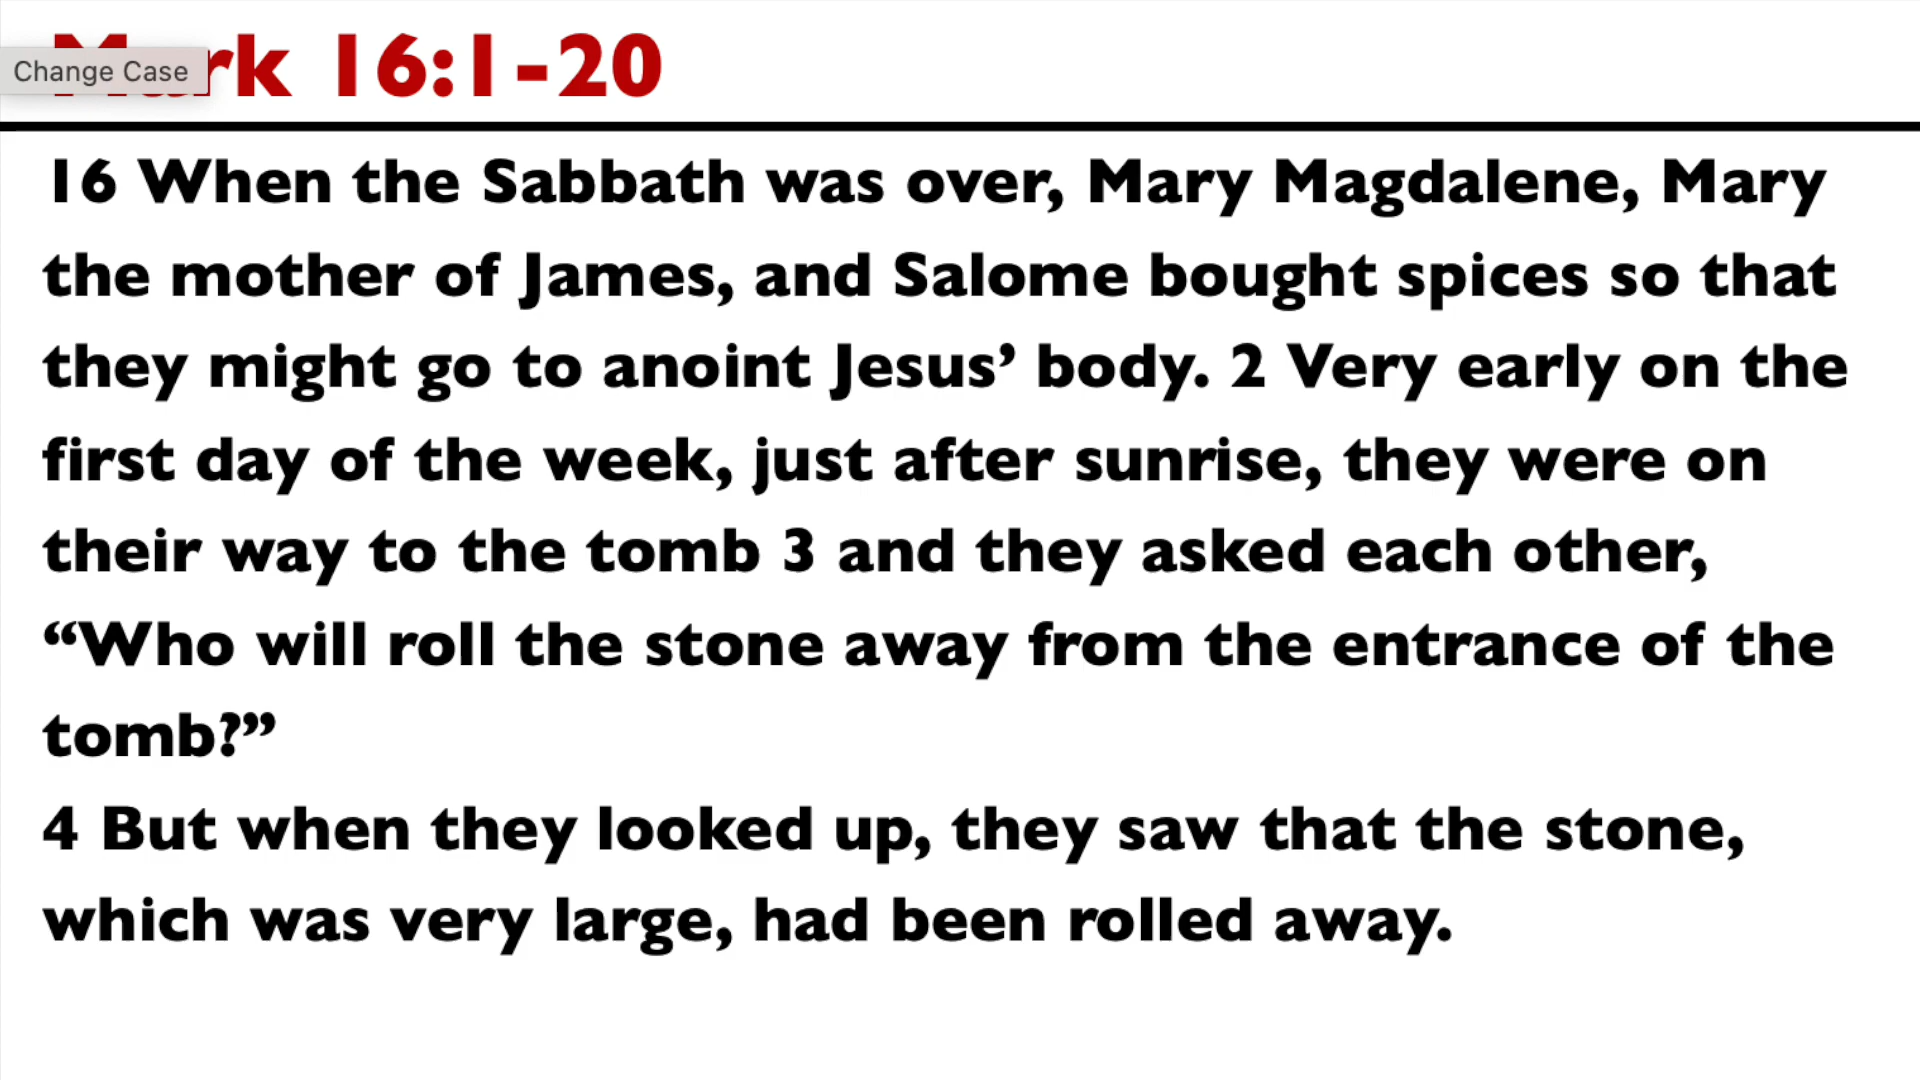 Mark 16:1-20
Change Case
16 When the Sabbath was over, Mary Magdalene, Mary
the mother of James, and Salome bought spices so that
they might go to anoint Jesus’ body. 2 Very early on the
first day of the week, just after sunrise, they were on
their way to the tomb 3 and they asked each other,
“Who will roll the stone away from the entrance of the
tomb?”
4 But when they looked up, they saw that the stone,
which was very large, had been rolled away.